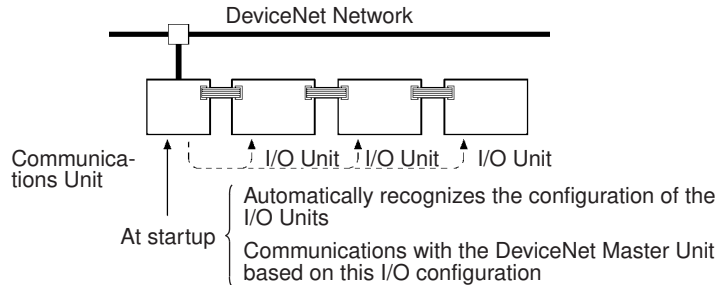 DeviceNet Network
Communica-
tions Unit
I/O Unit
I/O Unit
I/O Unit
At startup
Automatically recognizes the configuration of the
I/O Units
Communications with the DeviceNet Master Unit
based on this I/O configuration